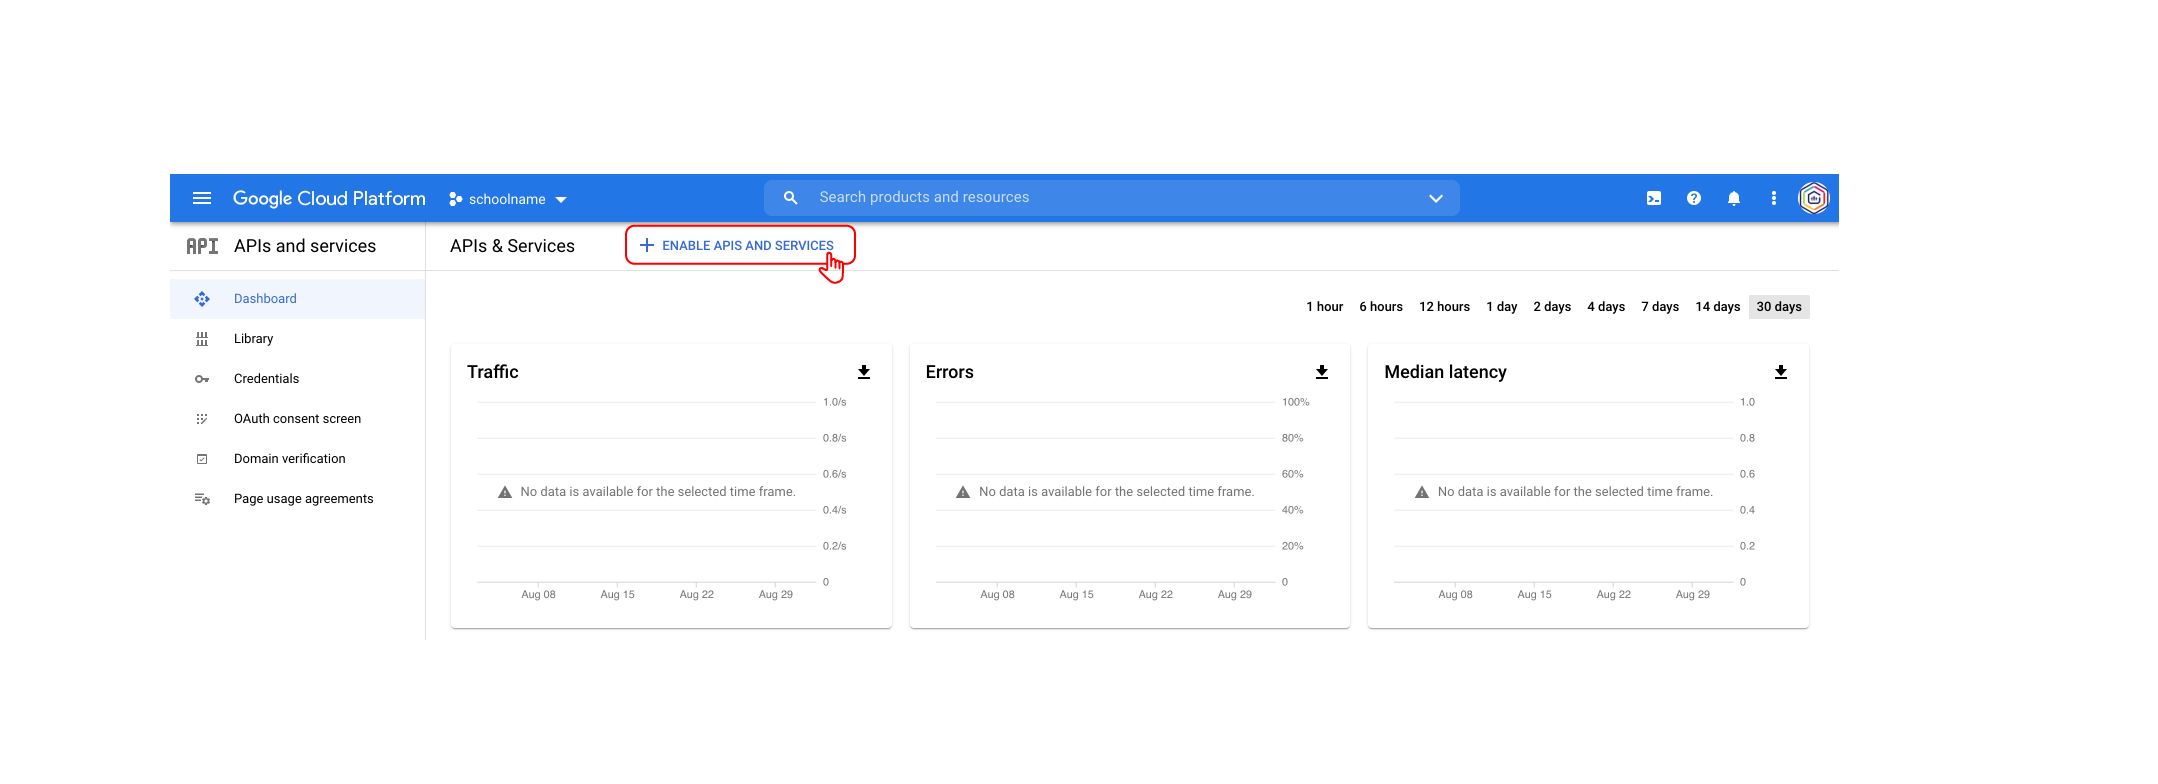 Google Cloud Platform
schoolname
Search products and resources
API
APIs and services
APIs & Services
ENABLE APIS AND SERVICES
Dashboard
Library
Credentials
OAuth consent screen
Domain verification
Page usage agreements
1 hour 6 hours 12 hours 1 day 2 days 4 days 7 days 14 days 30 days
Traffic
1.0/s
0.8/s
0.6/s
No data is available for the selected time frame.
0.4/s
0.2/s
0
Aug 08 Aug 15 Aug 22 Aug 29
Errors
100%
80%
60%
No data is available for the selected time frame.
40%
20%
0
Aug 08 Aug 15 Aug 22 Aug 29
Median latency
1.0
0.8
0.6
No data is available for the selected time frame.
0.4
0.2
0
Aug 08 Aug 15 Aug 22 Aug 29